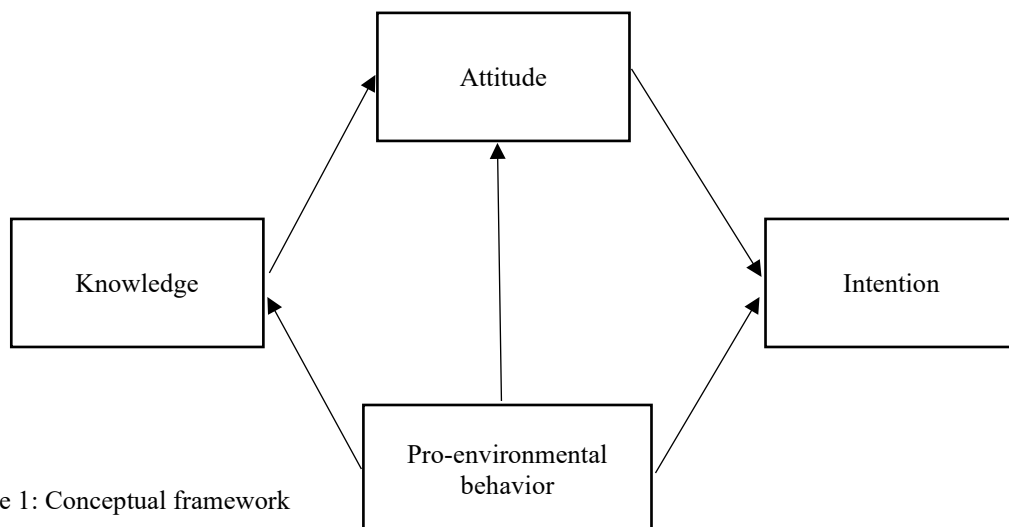 Attitude
Knowledge
Intention
Pro-environmental
behavior
e 1: Conceptual framework